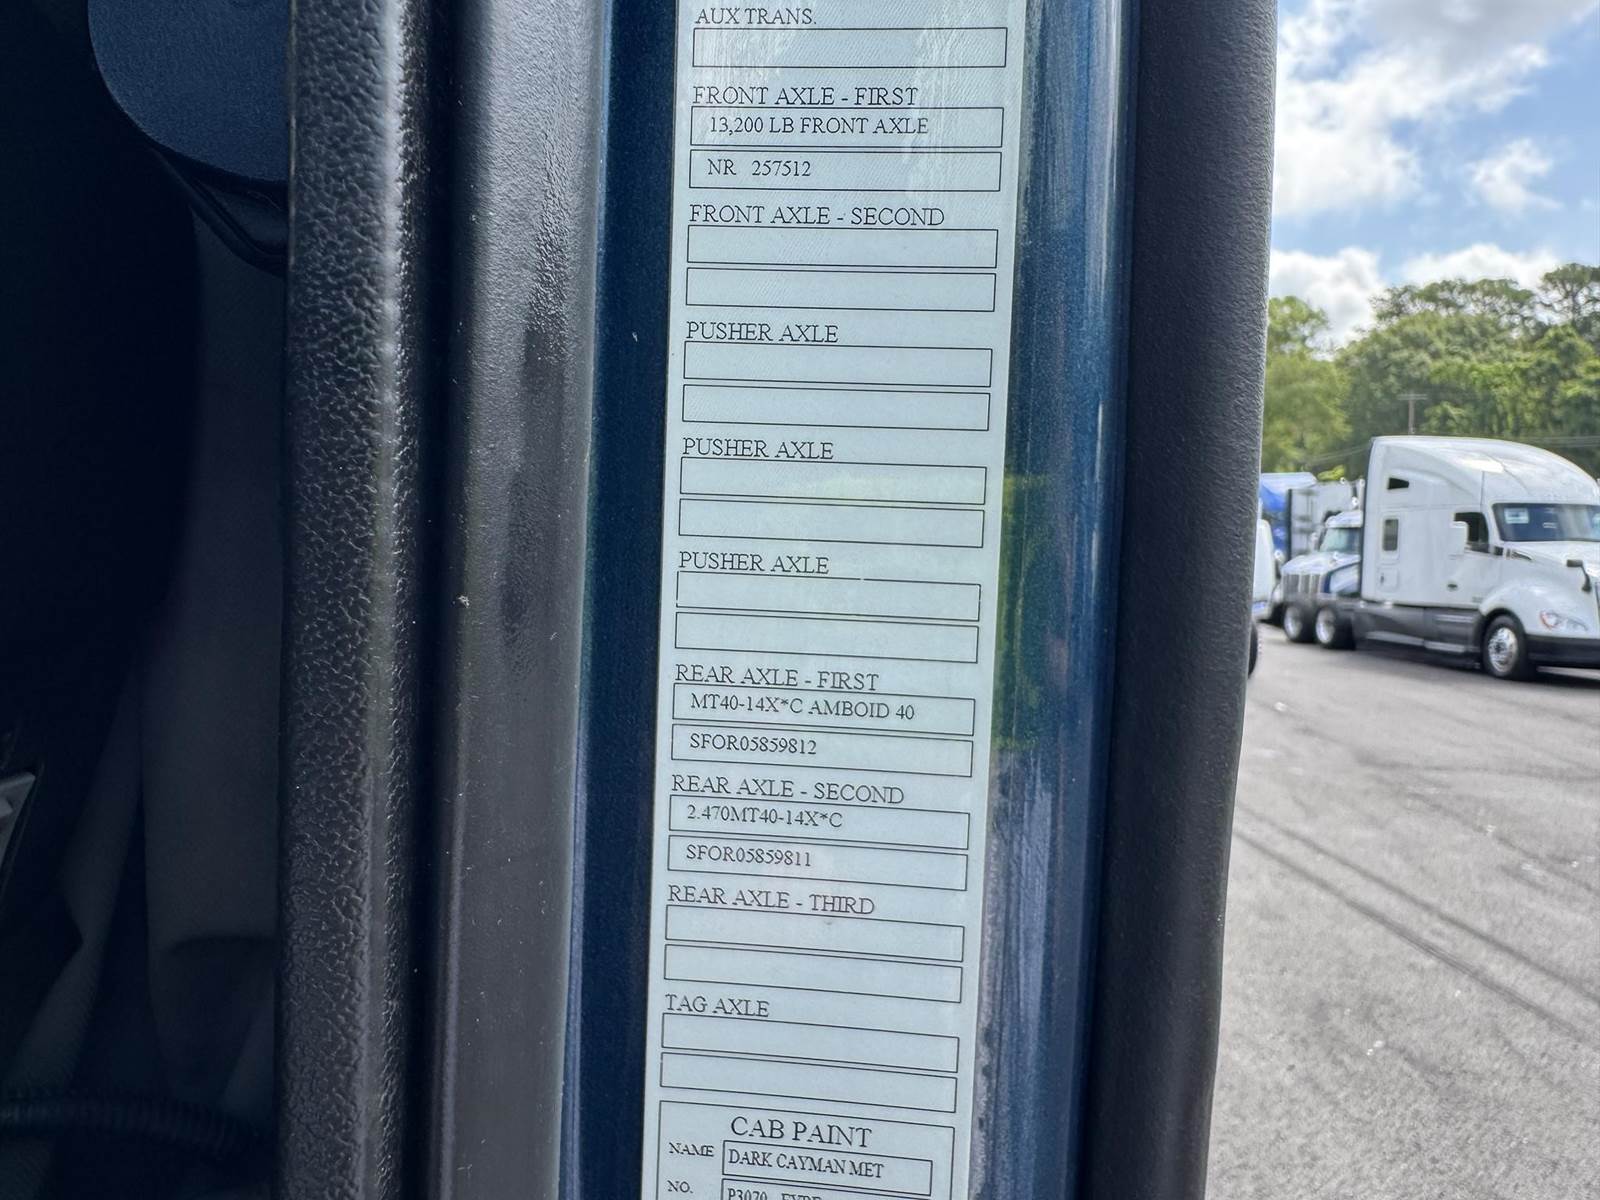 AUX TRANS.
FRONT AXLE - FIRST
13,200 LB FRONT AXLE
NR 257512
FRONT AXLE - SECOND
PUSHER AXLE
PUSHER AXLE
PUSHER AXLE
REAR AXLE - FIRST
MT40-14X*C AMBOID 40
SFOR05859812
REAR AXLE - SECOND
2.470MT40-14X*C
SFOR05859811
REAR AXLE - THIRD
TAG AXLE
CAB PAINT
NAME DARK CAYMAN MET
NO. P3070